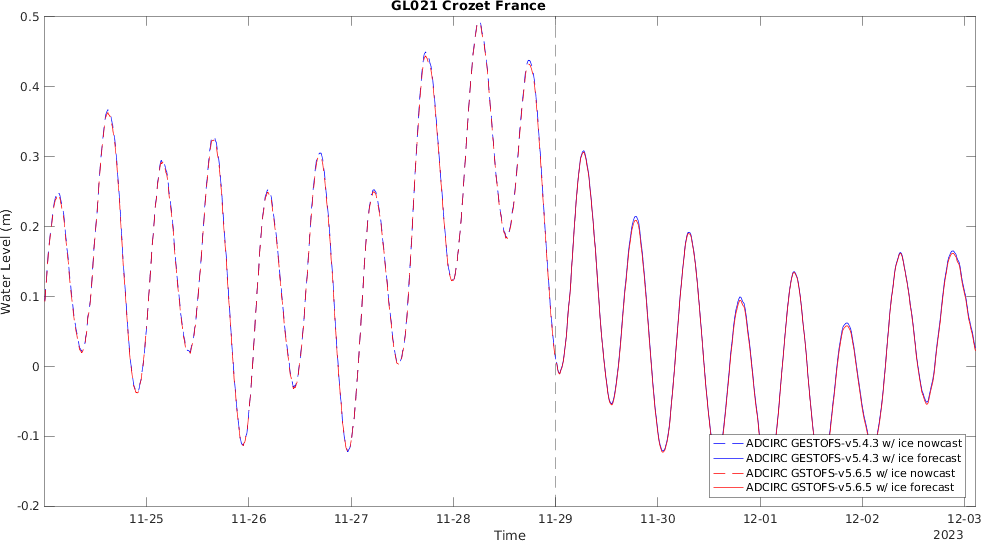 GL021 Crozet France
0.5
0.4
0.3
0.2
0.1
0
-0.1
-0.2
Water Level (m)
ADCIRC GESTOFS-v5.4.3 w/ ice nowcast
ADCIRC GESTOFS-v5.4.3 w/ ice forecast
ADCIRC GSTOFS-v5.6.5 w/ ice nowcast
ADCIRC GSTOFS-v5.6.5 w/ ice forecast
11-25 11-26 11-27 11-28 11-29 11-30 12-01 12-02 12-03
Time 2023